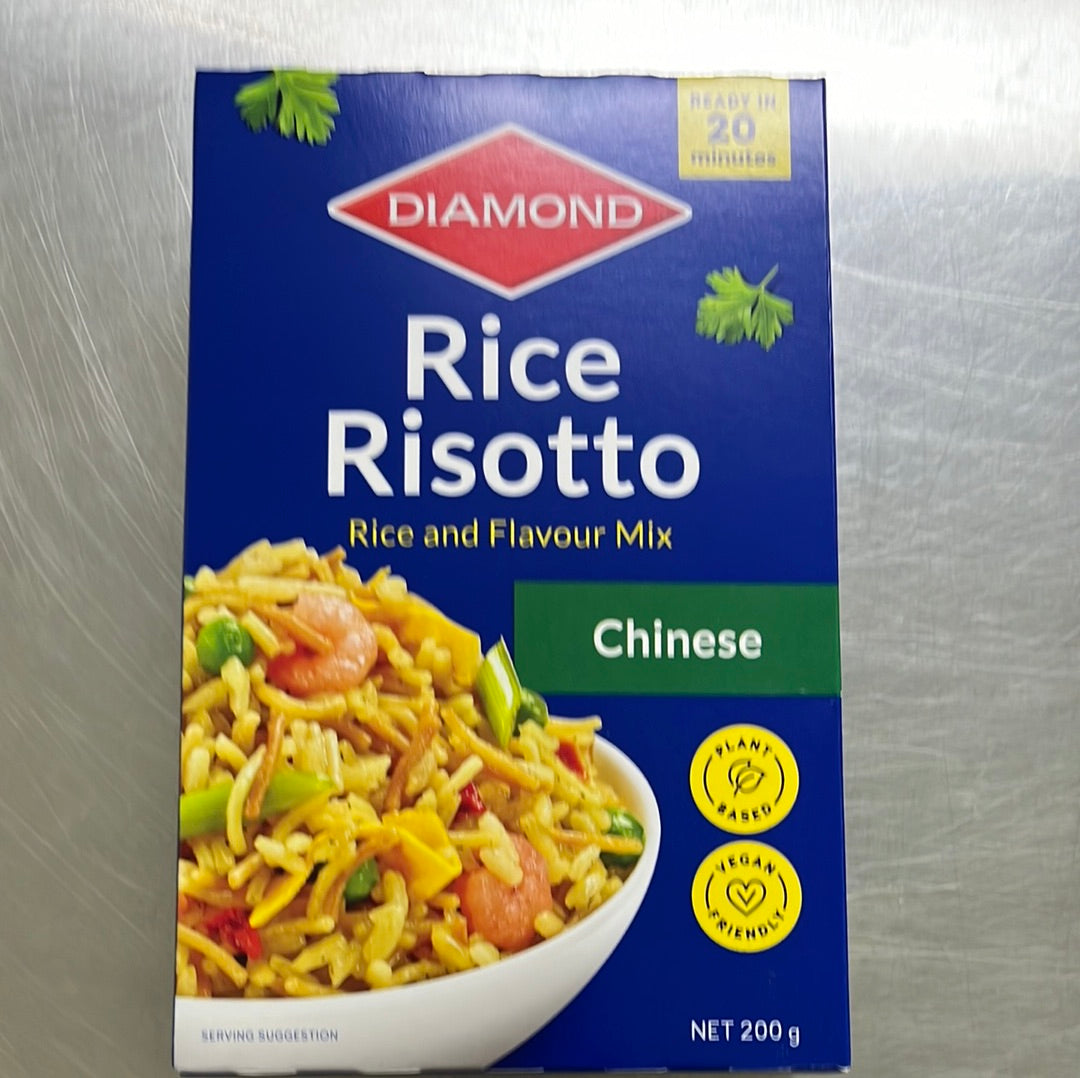 READY IN
20
minutes
DIAMOND
Rice
Risotto
Rice and Flavour Mix
Chinese
PLANT
BASED
VEGAN
FRIENDLY
SERVING SUGGESTION
NET 200 g